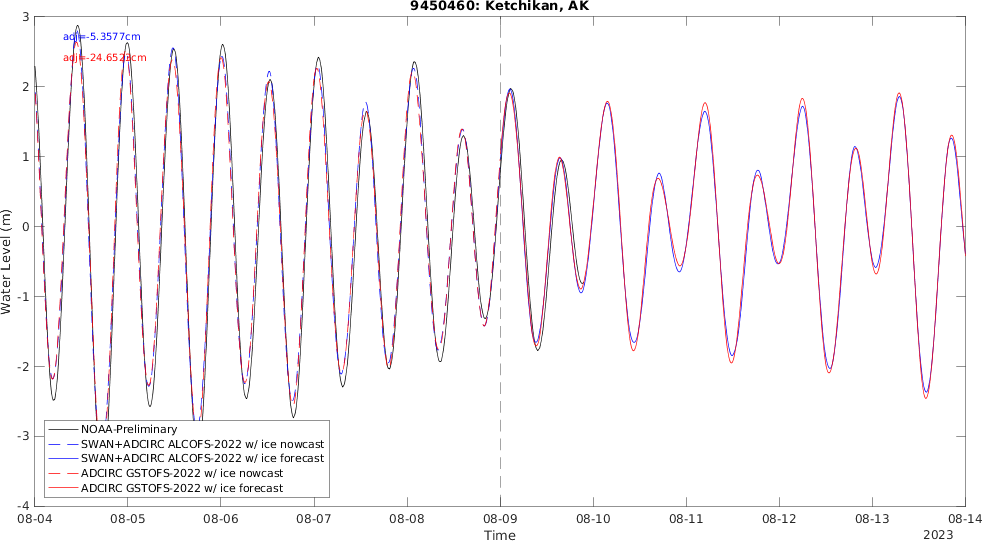 9450460: Ketchikan, AK
adj=-5.3577cm
cm
3
2
1
0
-1
-2
-3
-4
Water Level (m)
NOAA-Preliminary
SWAN+ADCIRC ALCOFS-2022 w/ ice nowcast
SWAN+ADCIRC ALCOFS-2022 w/ ice forecast
ADCIRC GSTOFS-2022 w/ ice nowcast
ADCIRC GSTOFS-2022 w/ ice forecast
08-04 08-05 08-06 08-07 08-08 08-09 08-10 08-11 08-12 08-13 08-14
Time
2023